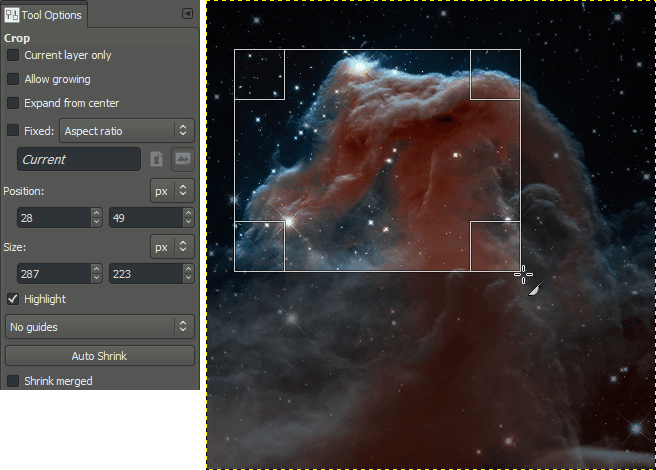 Tool Options
Crop
Current layer only
Allow growing
Expand from center
Fixed: Aspect ratio
Current
Position: px
28 49
Size: px
287 223
Highlight
No guides
Auto Shrink
Shrink merged